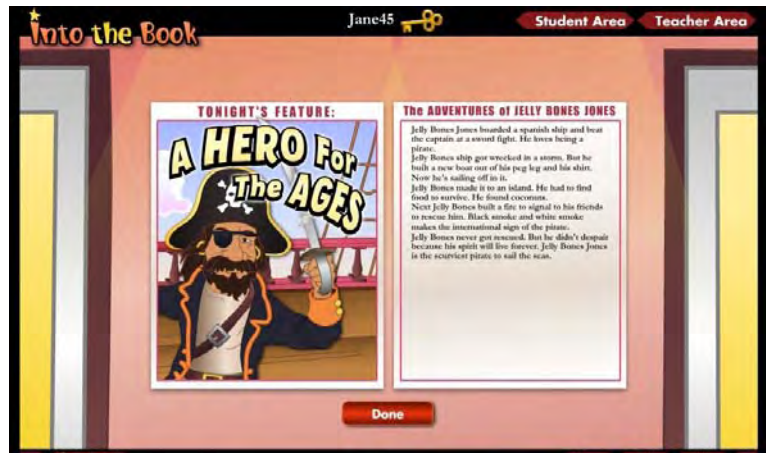 Into the Book
Jane45
Student Area
Teacher Area
TONIGHT'S FEATURE:
A HERO For
The AGES
The ADVENTURES of JELLY BONES JONES
Jelly Bones Jones boarded a spanish ship and beat
the captain at a sword fight. He loves being a
pirate.
Jelly Bones ship got wrecked in a storm. But he
built a new boat out of his peg leg and his shirt.
Now he's sailing off in it.
Jelly Bones made it to an island. He had to find
food to survive. He found coconuts.
Next Jelly Bones built a fire to signal to his friends
to rescue him. Black smoke and white smoke
makes the international sign of the pirate.
Jelly Bones never got rescued. But he didn't despair
because his spirit will live forever. Jelly Bones Jones
is the scurviest pirate to sail the seas.
Done